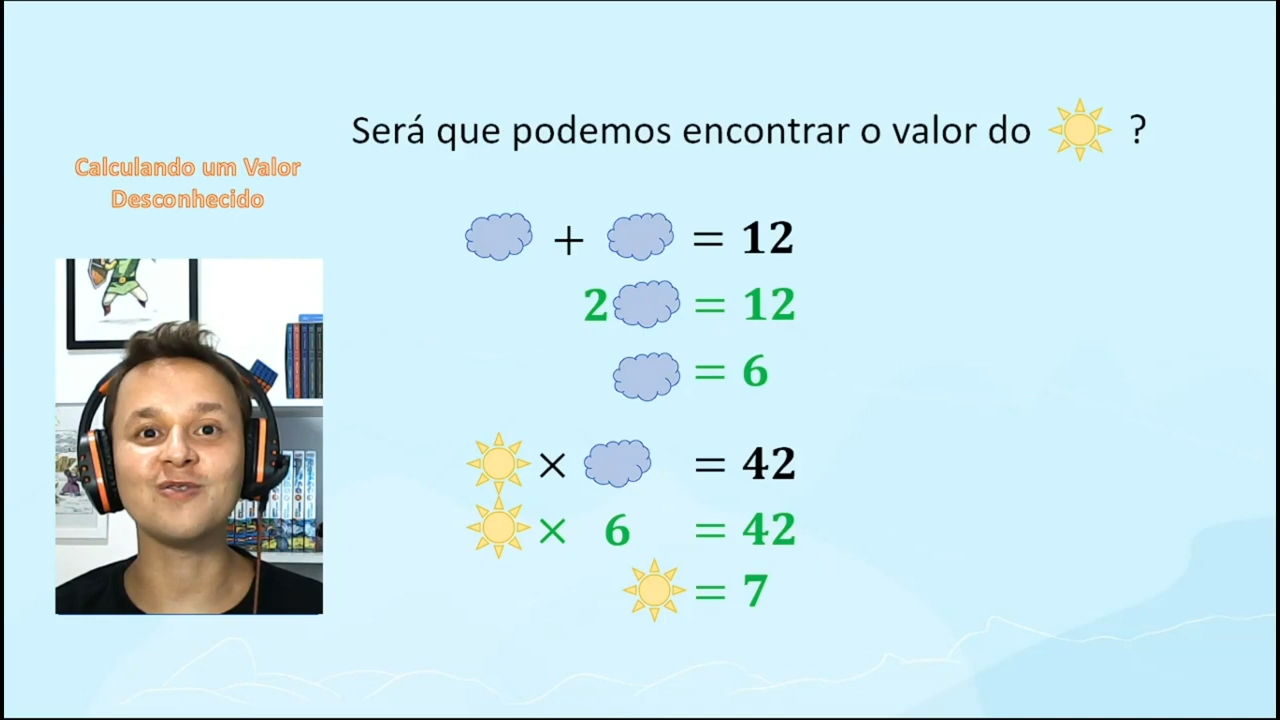 Será que podemos encontrar o valor do ?
Calculando um Valor
Desconhecido
+ = 12
2 = 12
= 6
× = 42
× 6 = 42
= 7